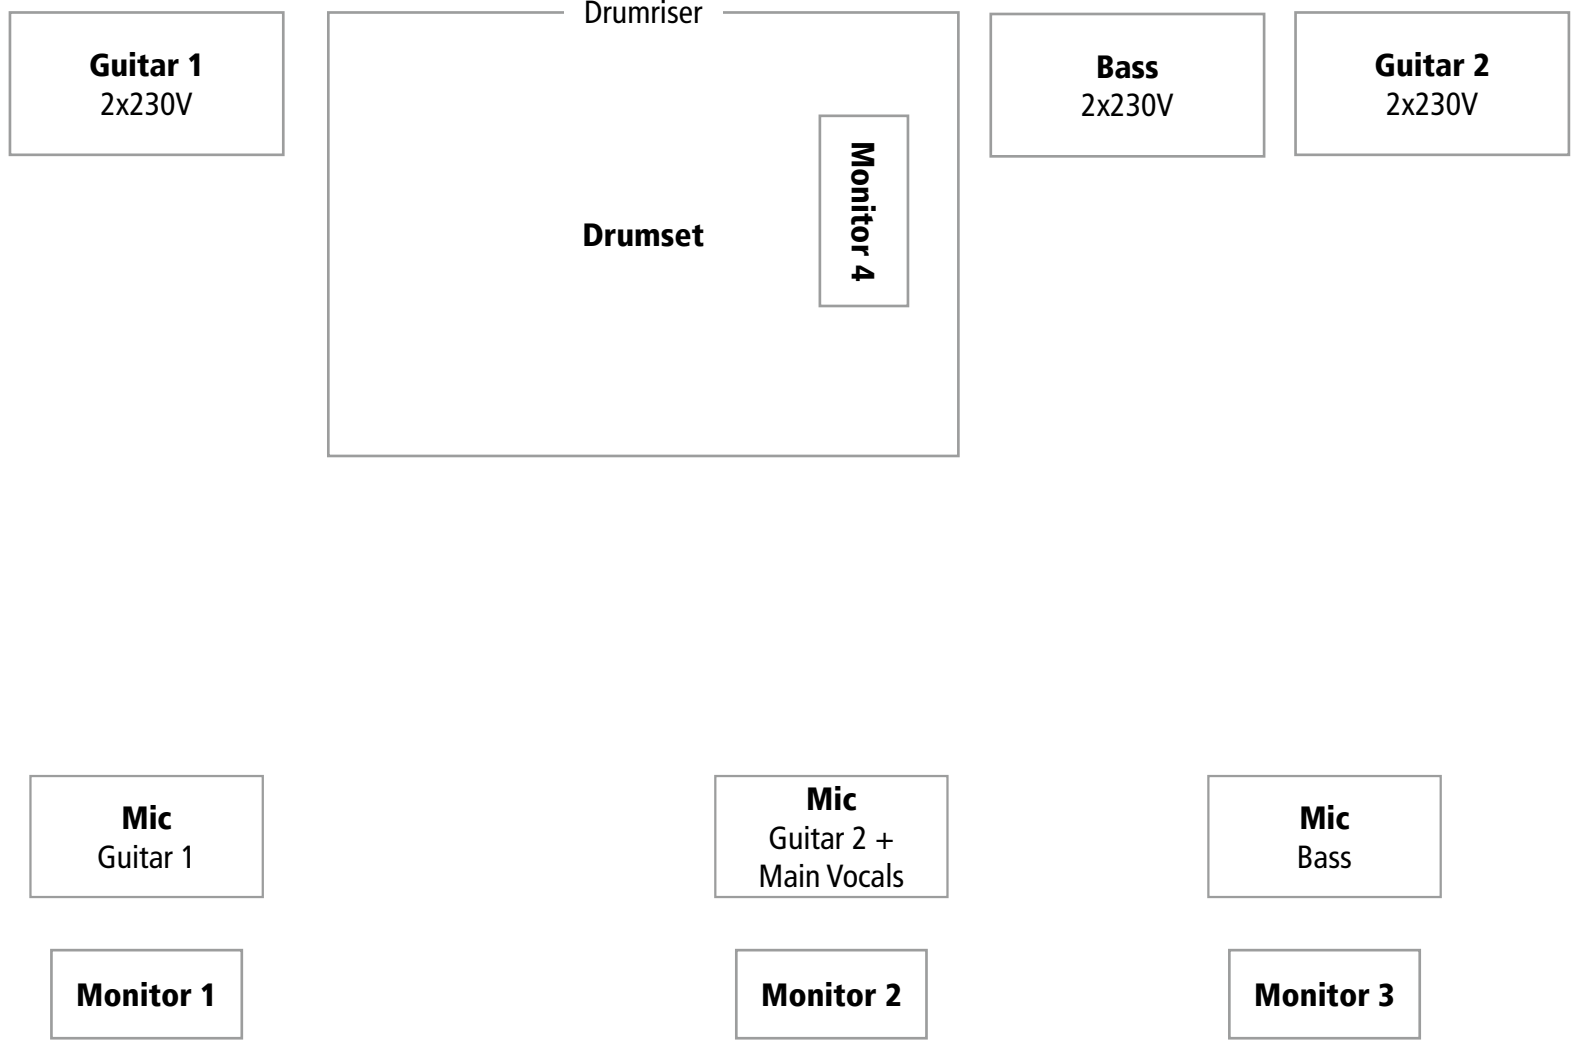 Drumriser
Guitar 1
2x230V
Bass
2x230V
Guitar 2
2x230V
Monitor 4
Drumset
Mic
Guitar 1
Mic
Guitar 2 +
Main Vocals
Mic
Bass
Monitor 1
Monitor 2
Monitor 3